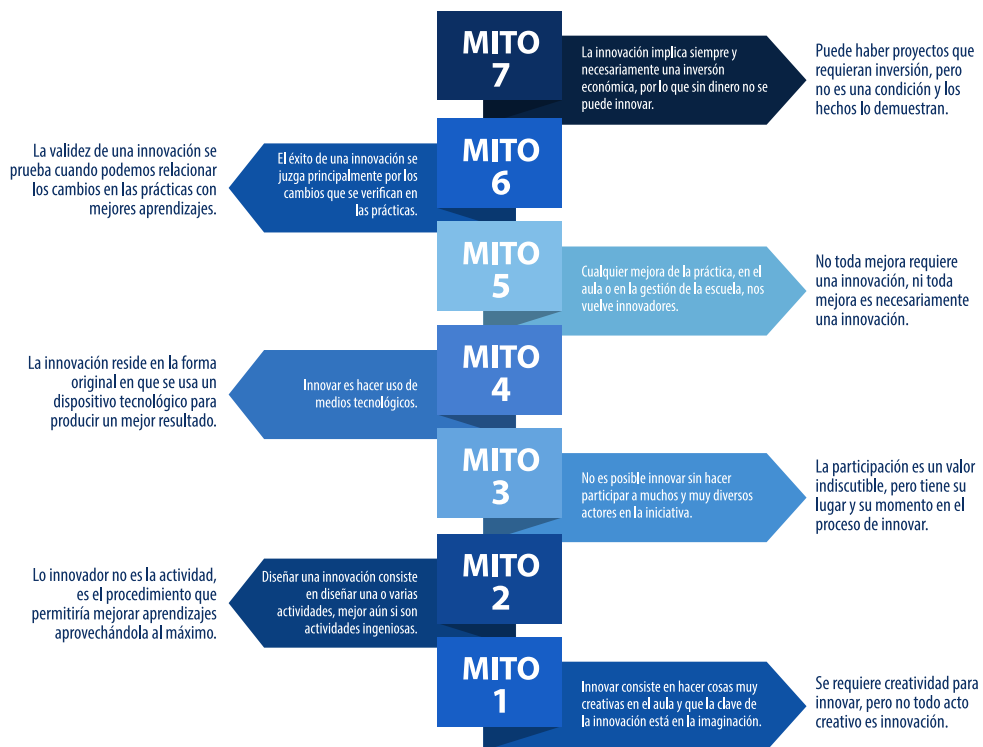 MITO
7
La innovación implica siempre y
necesariamente una inversón
económica, por lo que sin dinero no se
puede innovar.
Puede haber proyectos que
requieran inversión, pero
no es una condición y los
hechos lo demuestran.
MITO
6
El éxito de una innovación se
juzga principalmente por los
cambios que se verifican en
las prácticas.
La validez de una innovación se
prueba cuando podemos relacionar
los cambios en las prácticas con
mejores aprendizajes.
MITO
5
Cualquier mejora de la práctica, en el
aula o en la gestión de la escuela, nos
vuelve innovadores.
No toda mejora requiere
una innovación, ni toda
mejora es necesariamente
una innovación.
MITO
4
Innovar es hacer uso de
medios tecnológicos.
La innovación reside en la forma
original en que se usa un
dispositivo tecnológico para
producir un mejor resultado.
MITO
3
No es posible innovar sin hacer
participar a muchos y muy diversos
actores en la iniciativa.
La participación es un valor
indiscutible, pero tiene su
lugar y su momento en el
proceso de innovar.
MITO
2
Diseñar una innovación consiste
en diseñar una o varias
actividades, mejor aún si son
actividades ingeniosas.
Lo innovador no es la actividad,
es el procedimiento que
permitiría mejorar aprendizajes
aprovechándola al máximo.
MITO
1
Innovar consiste en hacer cosas muy
creativas en el aula y que la clave de
la innovación está en la imaginación.
Se requiere creatividad para
innovar, pero no todo acto
creativo es innovación.